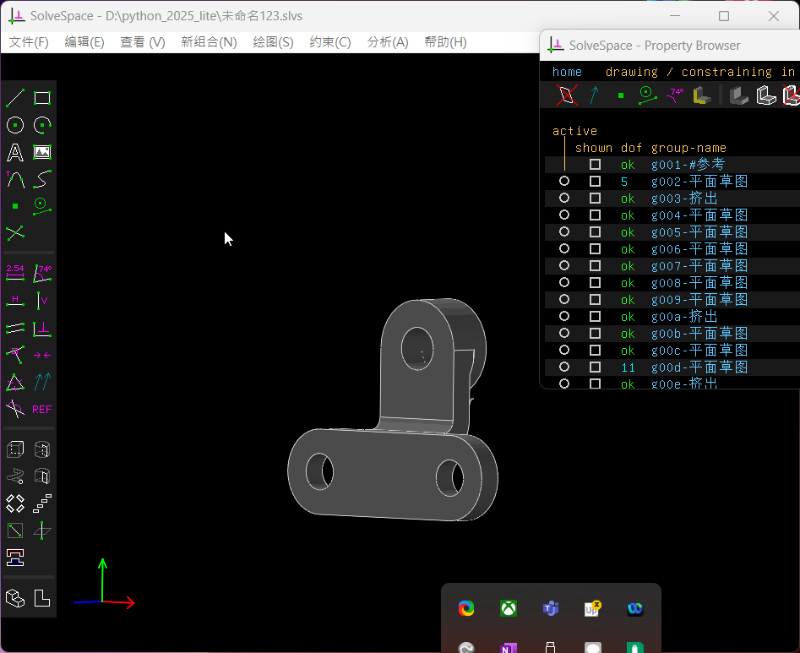 SolveSpace - D:\python_2025_lite\未命名123.slvs
文件(F) 编辑(E) 查看 (V) 新组合(N) 绘图(S) 约束(C) 分析(A) 帮助(H)
SolveSpace - Property Browser
home drawing / constraining in
74°
active
shown dof group-name
ok g001-#参考
5 g002-平面草图
ok g003-挤出
ok g004-平面草图
ok g005-平面草图
ok g006-平面草图
ok g007-平面草图
ok g008-平面草图
ok g009-平面草图
ok g00a-挤出
ok g00b-平面草图
ok g00c-平面草图
11 g00d-平面草图
ok g00e-挤出
A
T
2.54 74°
H V
REF
up